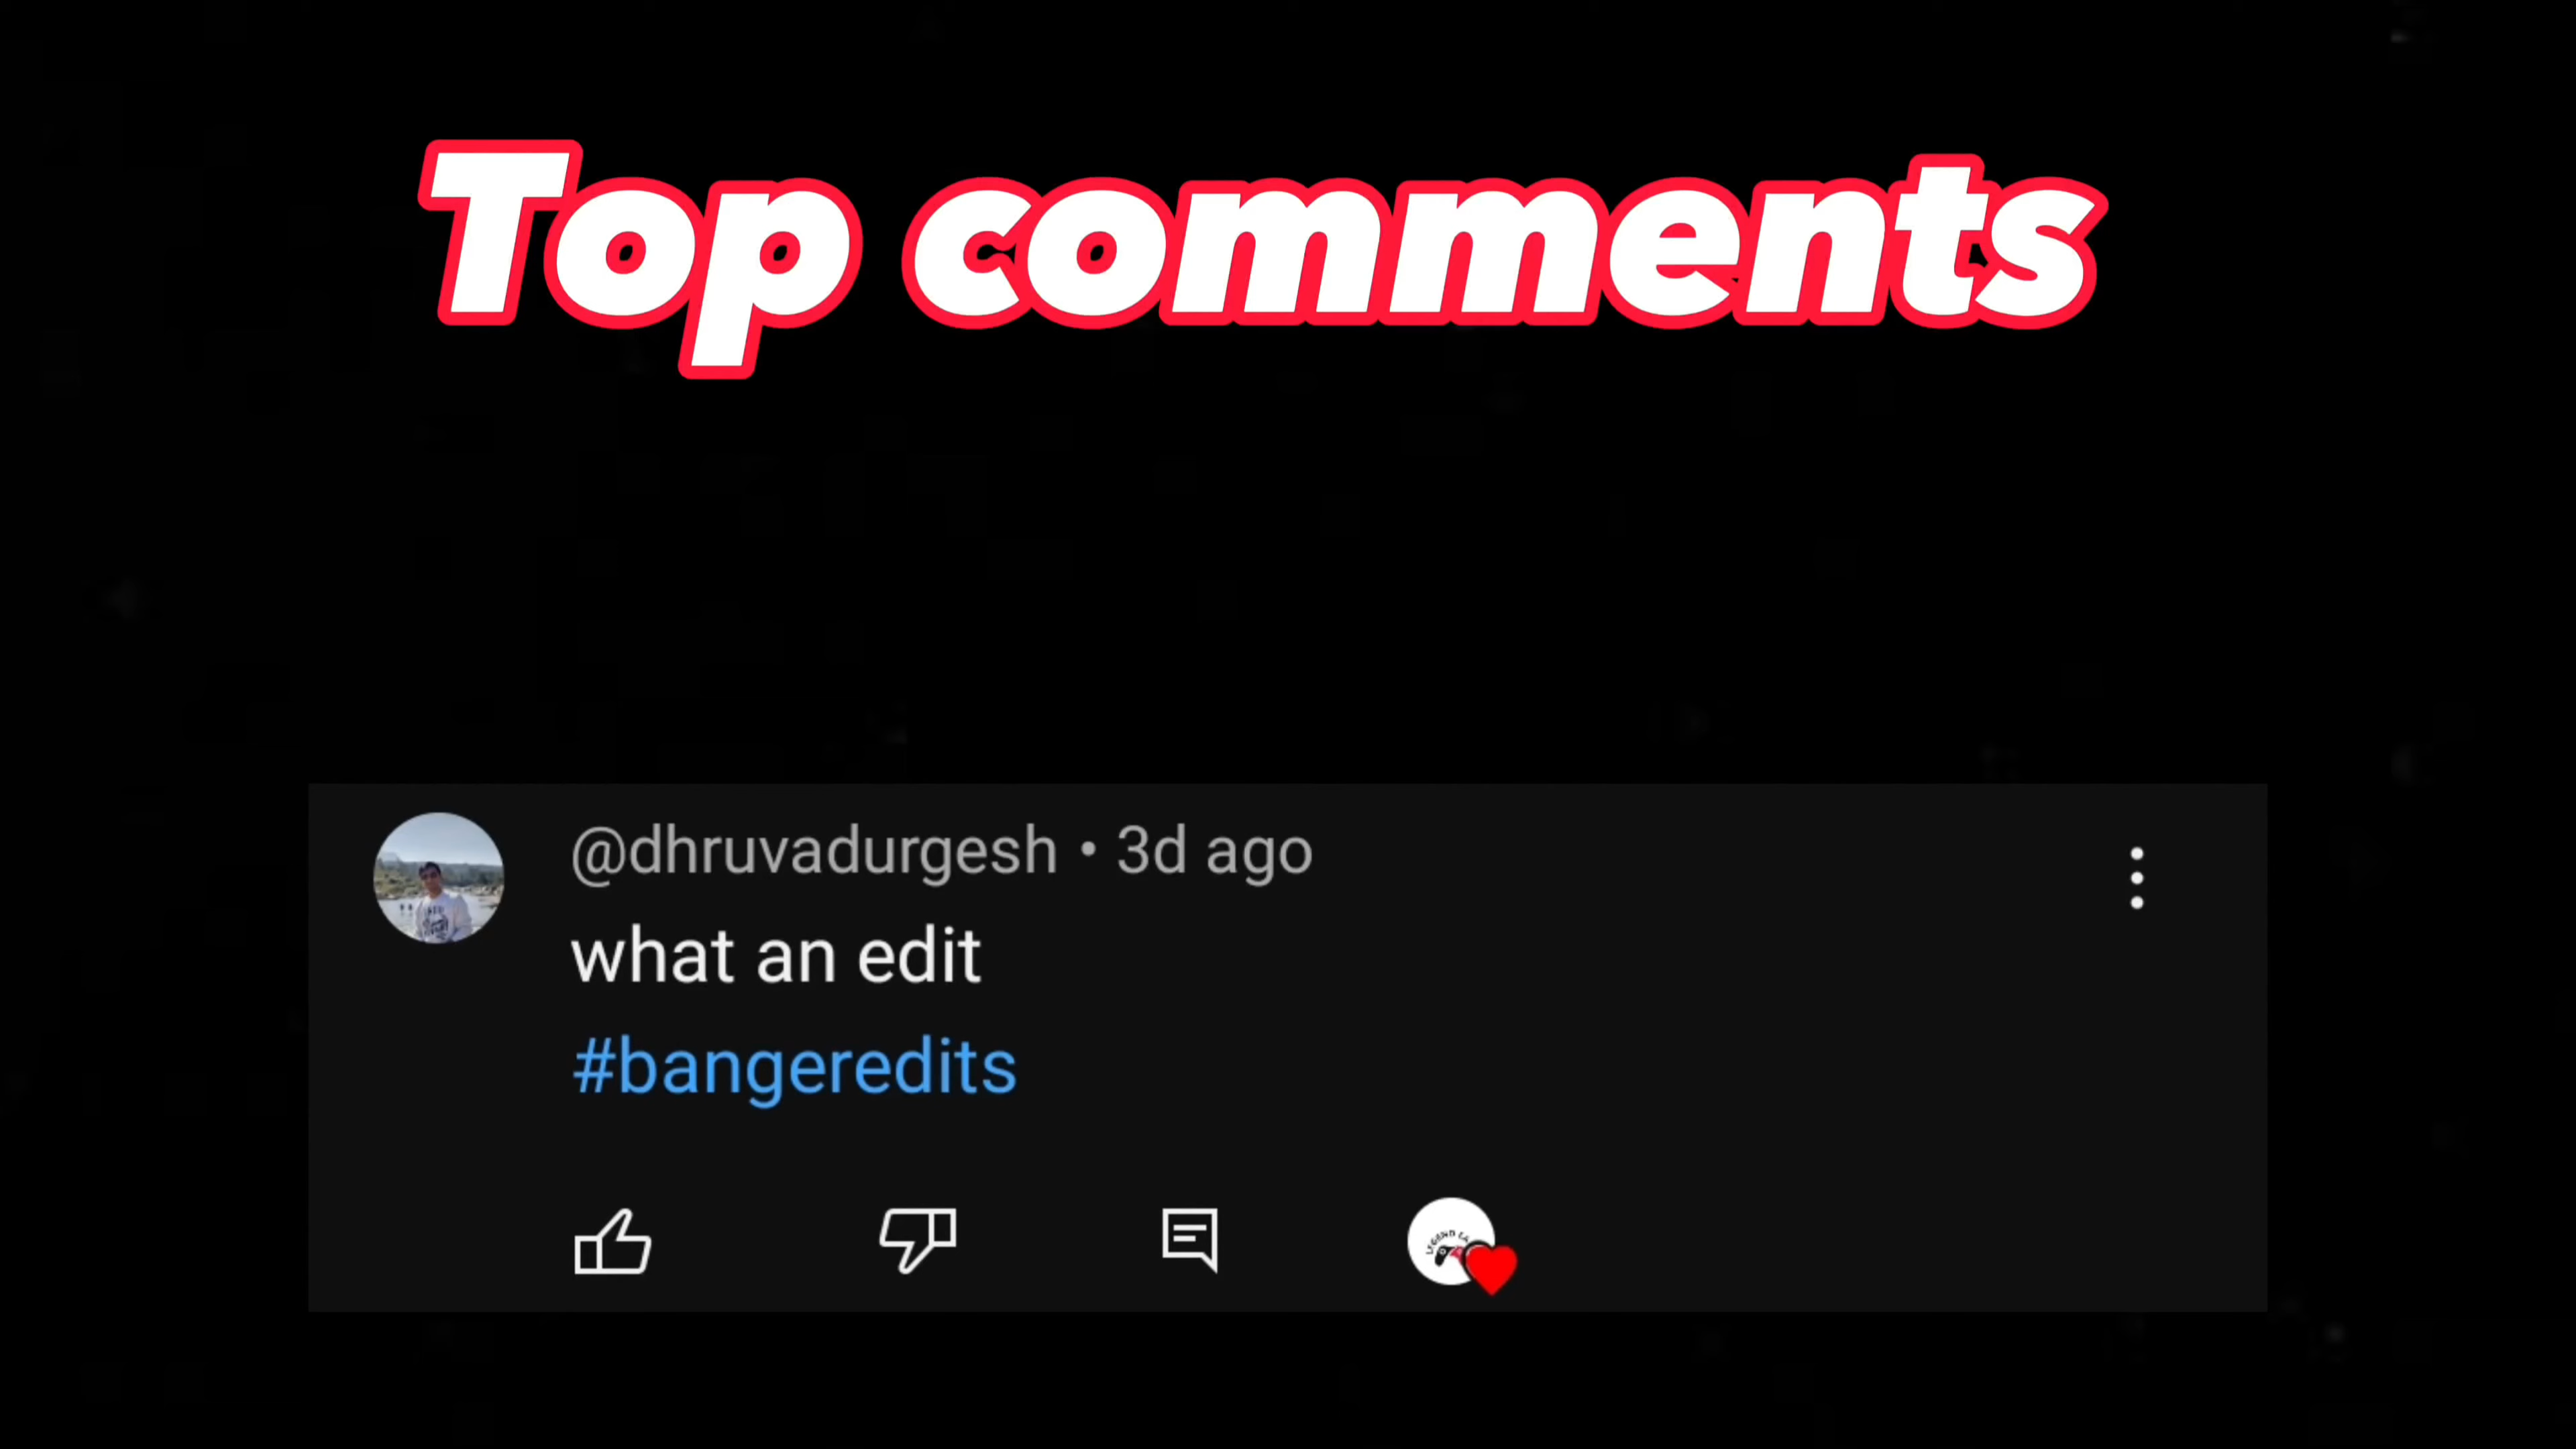 Top comments
@dhruvadurgesh • 3d ago
what an edit
#bangeredits